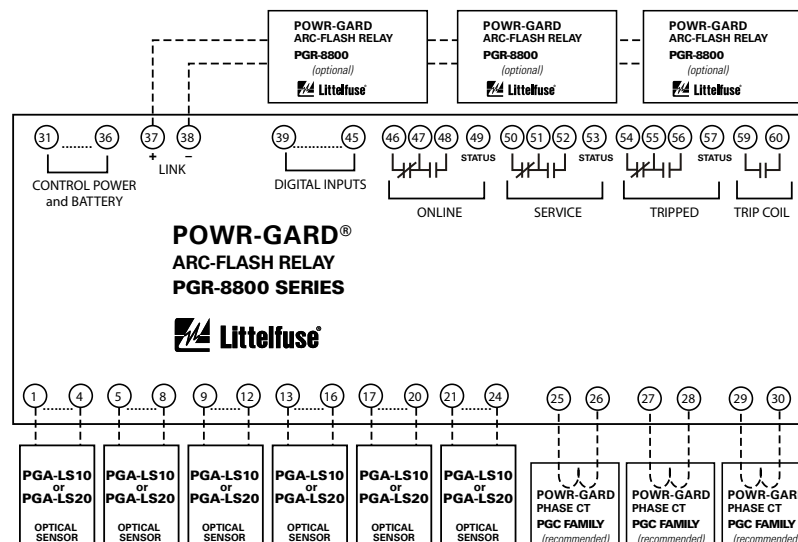 POWR-GARD
ARC-FLASH RELAY
PGR-8800
(optional)
Littelfuse
POWR-GARD
ARC-FLASH RELAY
PGR-8800
(optional)
Littelfuse
POWR-GARD
ARC-FLASH RELAY
PGR-8800
(optional)
Littelfuse
31 ........ 36 37 38 39 ............... 45 46 47 48 49 50 51 52 53 54 55 56 57 59 60
+ – STATUS STATUS STATUS
LINK
CONTROL POWER
and BATTERY
DIGITAL INPUTS
ONLINE
SERVICE
TRIPPED
TRIP COIL
POWR-GARD®
ARC-FLASH RELAY
PGR-8800 SERIES
Littelfuse®
1 ........ 4 5 ........ 8 9 ........ 12 13 ........ 16 17 ........ 20 21 ........ 24 25 26 27 28 29 30
PGA-LS10
or
PGA-LS20
OPTICAL
SENSOR
PGA-LS10
or
PGA-LS20
OPTICAL
SENSOR
PGA-LS10
or
PGA-LS20
OPTICAL
SENSOR
PGA-LS10
or
PGA-LS20
OPTICAL
SENSOR
PGA-LS10
or
PGA-LS20
OPTICAL
SENSOR
PGA-LS10
or
PGA-LS20
OPTICAL
SENSOR
POWR-GARD
PHASE CT
PGC FAMILY
(recommended)
POWR-GARD
PHASE CT
PGC FAMILY
(recommended)
POWR-GAR
PHASE CT
PGC FAMILY
(recommended